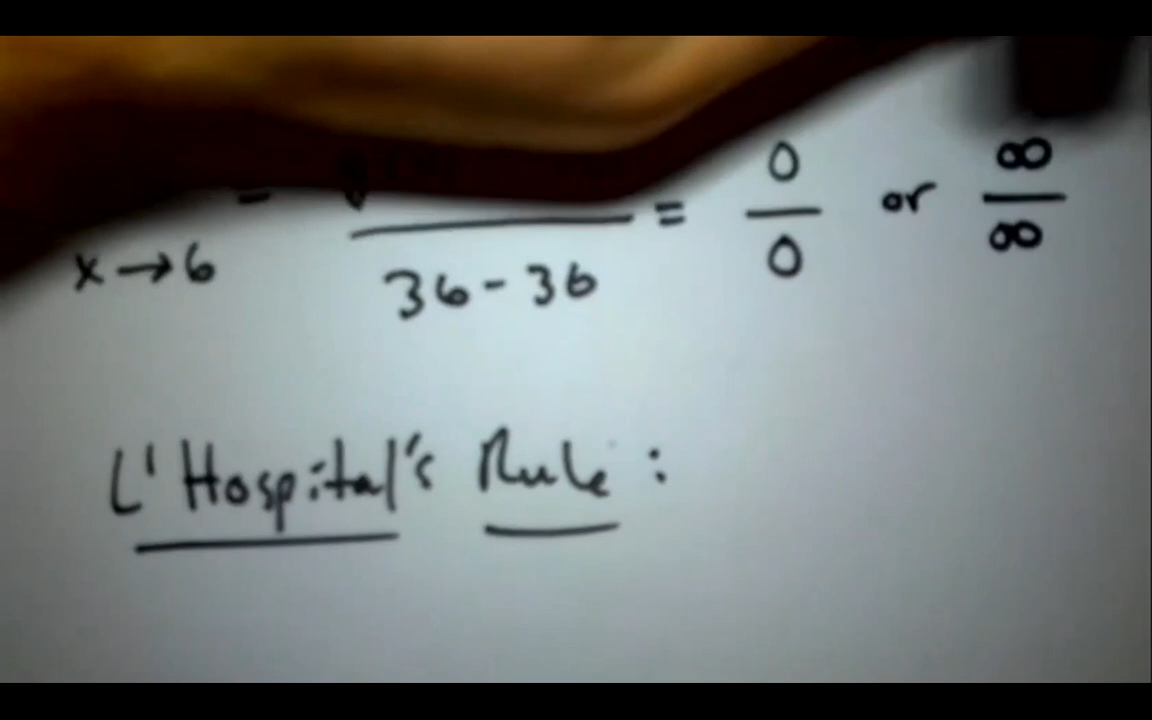 = 0/0 or ∞/∞
x→6 36-36
L'Hospital's Rule :